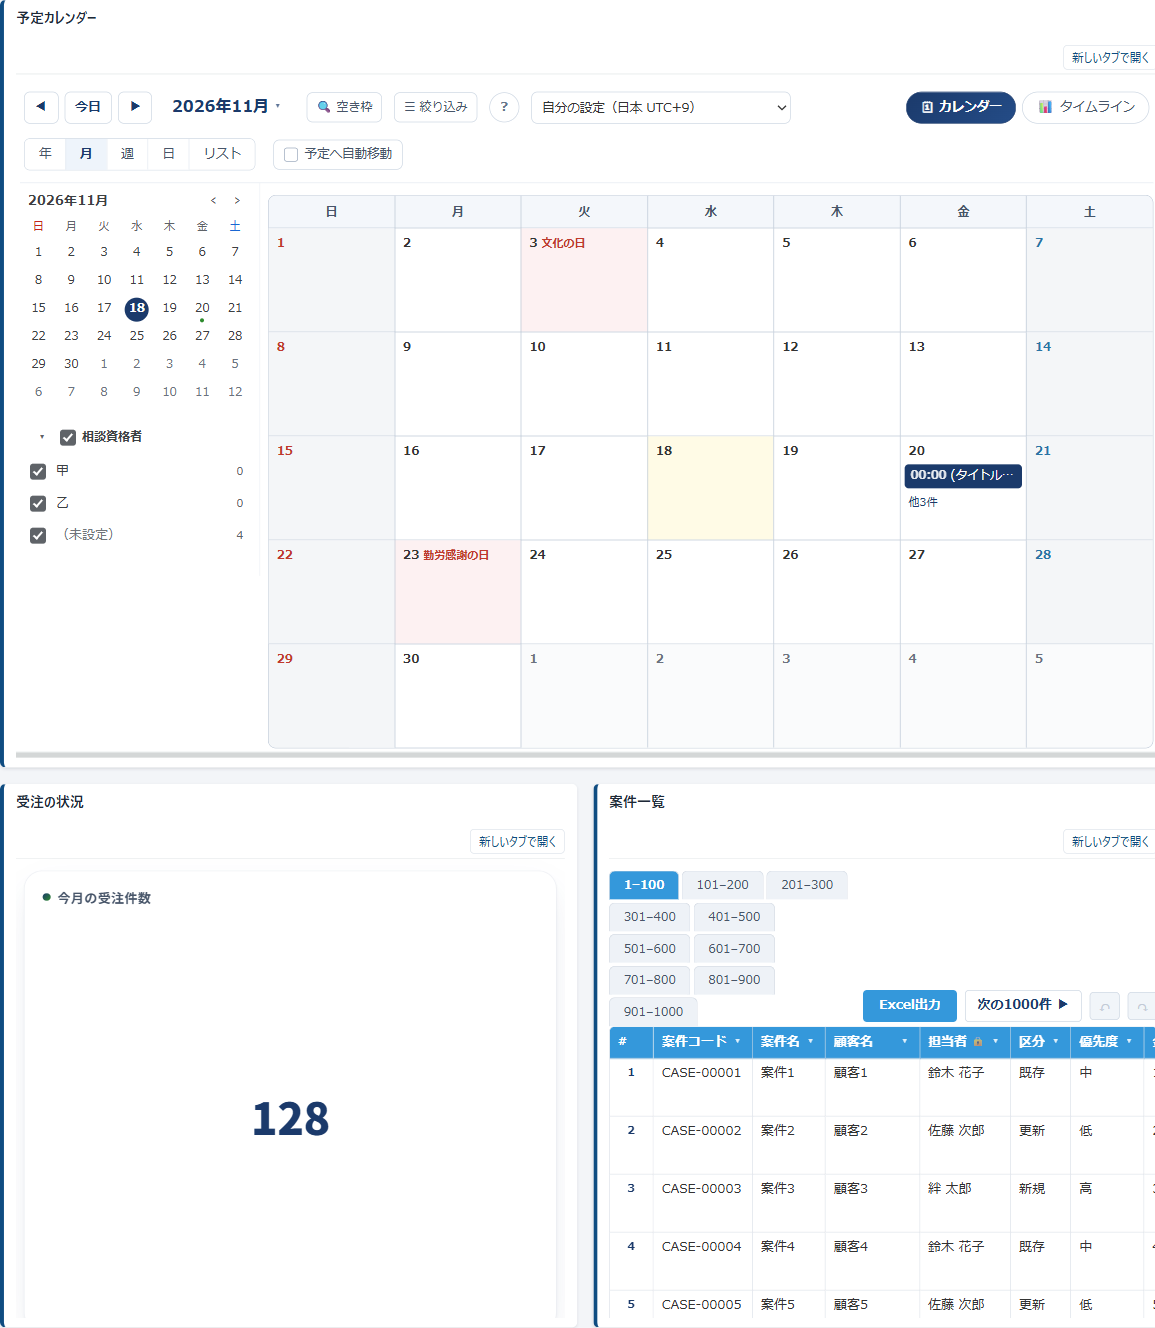 予定カレンダー
新しいタブで開く
◀ 今日 ▶ 2026年11月 空き枠 絞り込み ? 自分の設定（日本 UTC+9） カレンダー タイムライン
年 月 週 日 リスト 予定へ自動移動
2026年11月 < >
日 月 火 水 木 金 土
1 2 3 4 5 6 7
8 9 10 11 12 13 14
15 16 17 18 19 20 21
22 23 24 25 26 27 28
29 30 1 2 3 4 5
6 7 8 9 10 11 12
相談資格者
甲 0
乙 0
（未設定） 4
日 月 火 水 木 金 土
1 2 3 文化の日 4 5 6 7
8 9 10 11 12 13 14
15 16 17 18 19 20 21
00:00 (タイトル…
他3件
22 23 勤労感謝の日 24 25 26 27 28
29 30 1 2 3 4 5
受注の状況
新しいタブで開く
今月の受注件数
128
案件一覧
新しいタブで開く
1–100 101–200 201–300
301–400 401–500
501–600 601–700
701–800 801–900
901–1000
Excel出力 次の1000件 ▶
# 案件コード 案件名 顧客名 担当者 区分 優先度
1 CASE-00001 案件1 顧客1 鈴木 花子 既存 中
2 CASE-00002 案件2 顧客2 佐藤 次郎 更新 低
3 CASE-00003 案件3 顧客3 絆 太郎 新規 高
4 CASE-00004 案件4 顧客4 鈴木 花子 既存 中
5 CASE-00005 案件5 顧客5 佐藤 次郎 更新 低